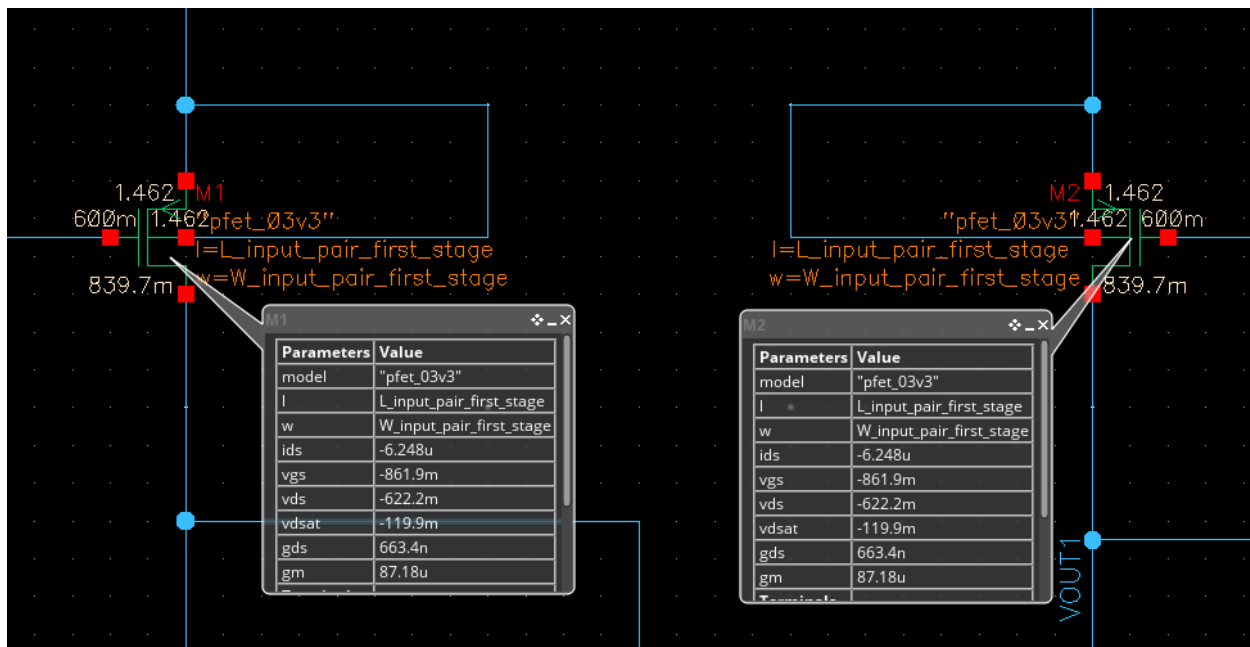 1.462 M1
600m 1.462 "pfet_03v3"
l=L_input_pair_first_stage
w=W_input_pair_first_stage
839.7m
M1
Parameters Value
model "pfet_03v3"
l L_input_pair_first_stage
w W_input_pair_first_stage
ids -6.248u
vgs -861.9m
vds -622.2m
vdsat -119.9m
gds 663.4n
gm 87.18u
M2 1.462
"pfet_03v3" 1.462 600m
l=L_input_pair_first_stage
w=W_input_pair_first_stage
839.7m
M2
Parameters Value
model "pfet_03v3"
l L_input_pair_first_stage
w W_input_pair_first_stage
ids -6.248u
vgs -861.9m
vds -622.2m
vdsat -119.9m
gds 663.4n
gm 87.18u
Terminals
VOUT1